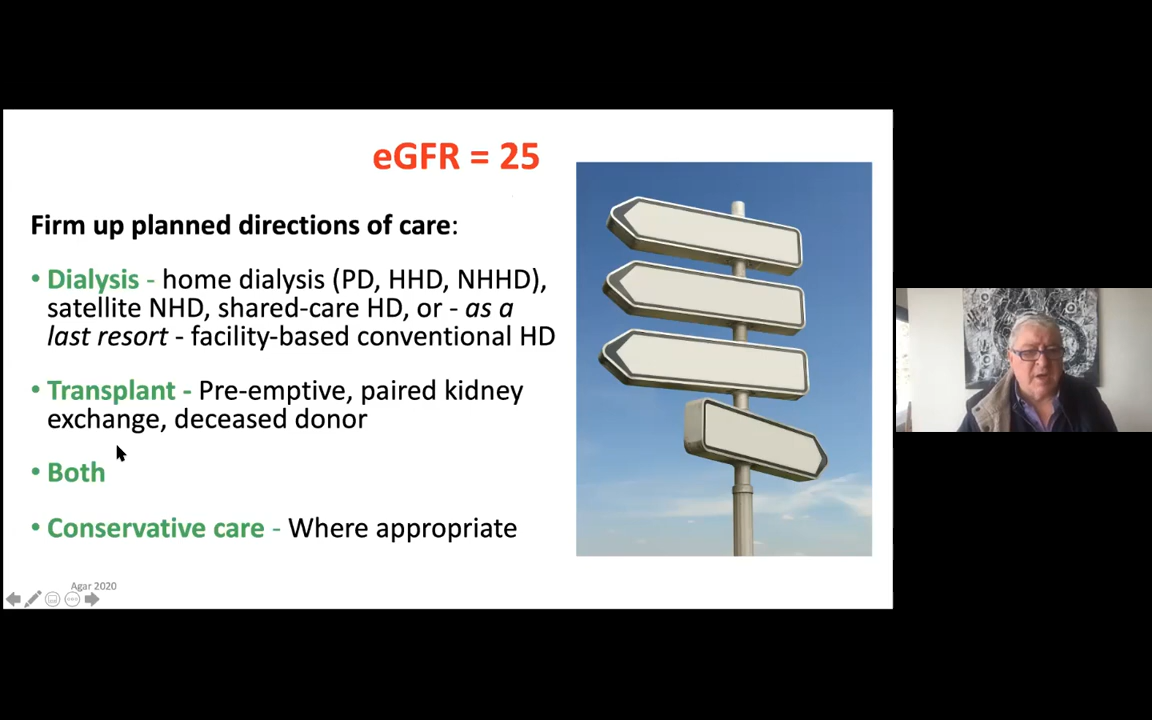 eGFR = 25
Firm up planned directions of care:
• Dialysis - home dialysis (PD, HHD, NHHD),
satellite NHD, shared-care HD, or - as a
last resort - facility-based conventional HD
• Transplant - Pre-emptive, paired kidney
exchange, deceased donor
• Both
• Conservative care - Where appropriate
Agar 2020